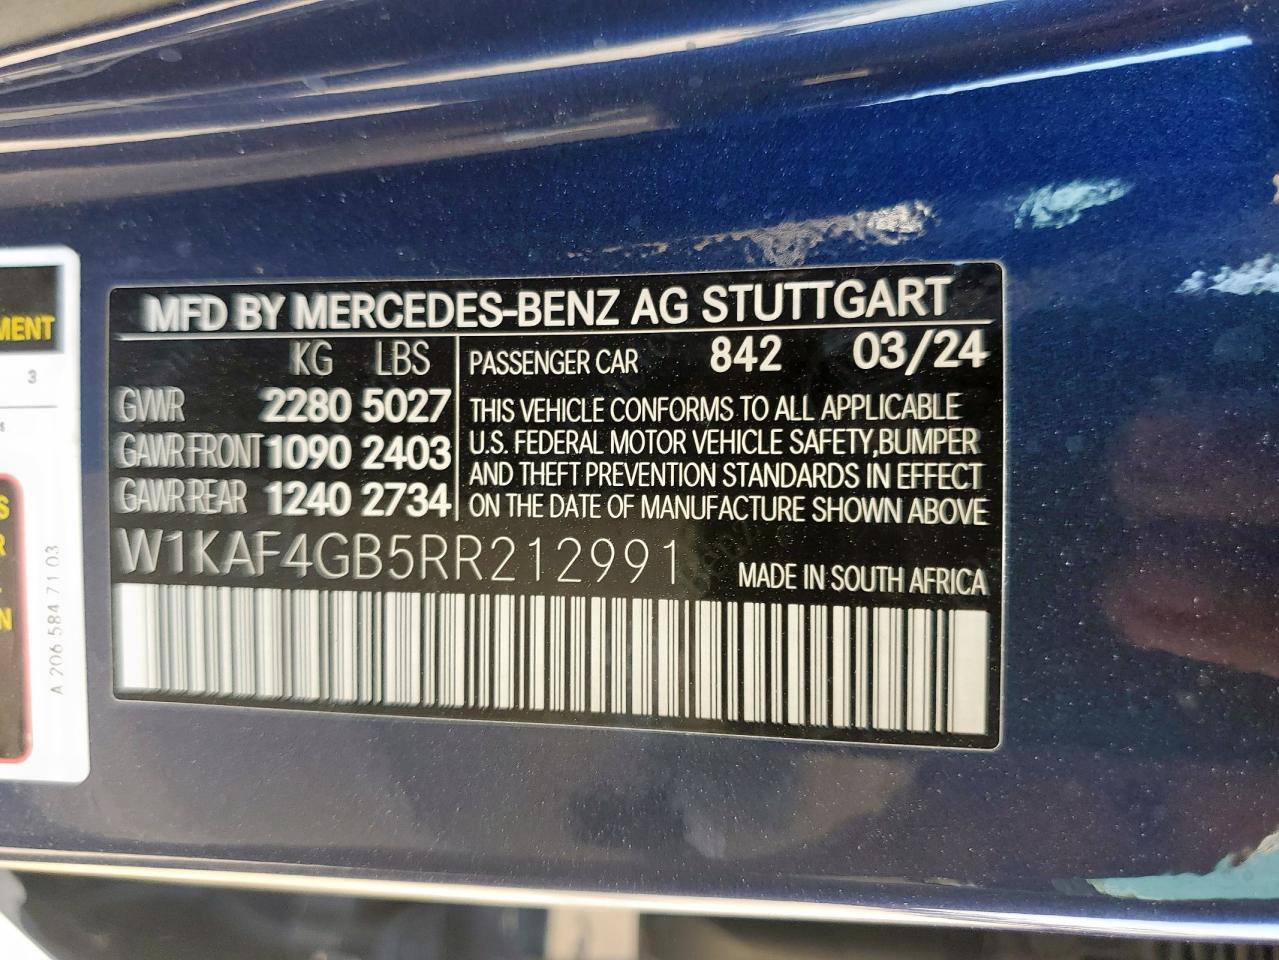 MFD BY MERCEDES-BENZ AG STUTTGART
KG LBS
PASSENGER CAR 842 03/24
GVWR 2280 5027
GAWR FRONT 1090 2403
GAWR REAR 1240 2734
THIS VEHICLE CONFORMS TO ALL APPLICABLE
U.S. FEDERAL MOTOR VEHICLE SAFETY, BUMPER
AND THEFT PREVENTION STANDARDS IN EFFECT
ON THE DATE OF MANUFACTURE SHOWN ABOVE
W1KAF4GB5RR212991
MADE IN SOUTH AFRICA
MENT
3
S
R
N
A 206 584 71 03